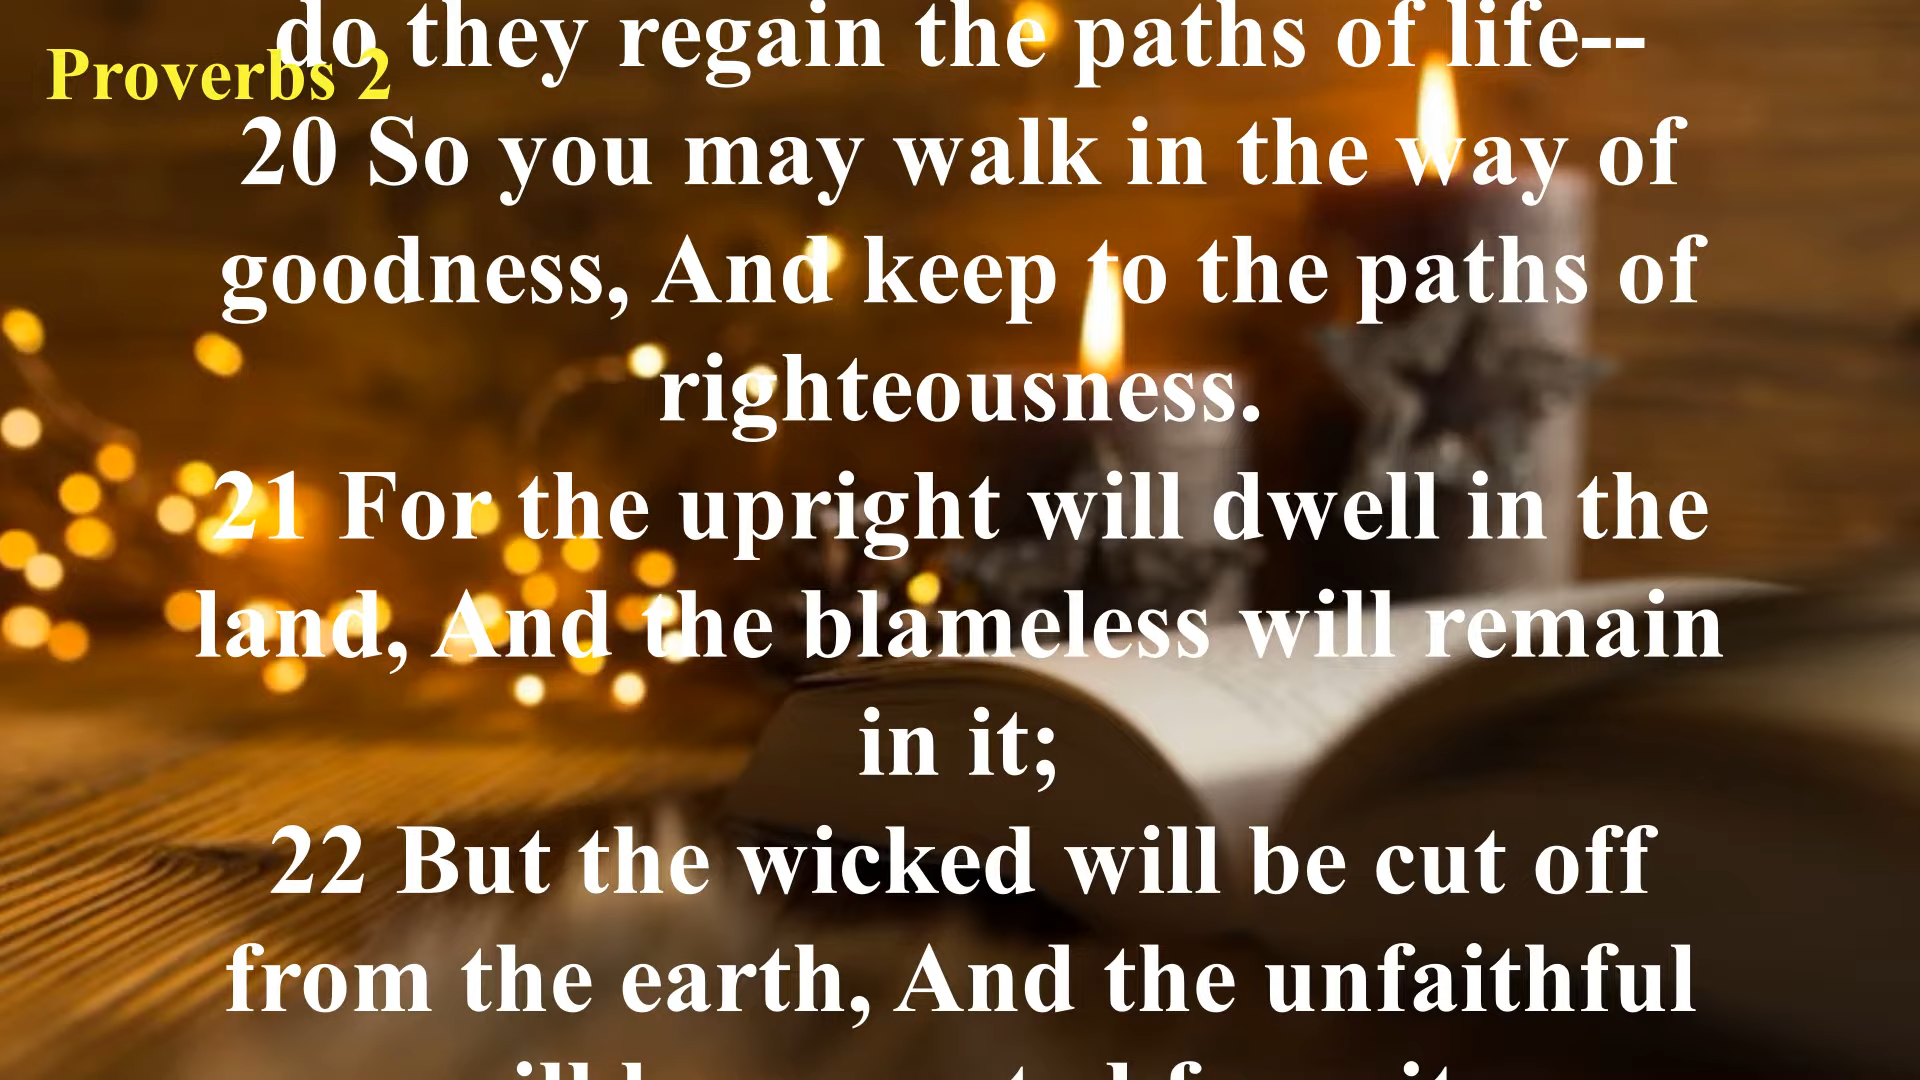 do they regain the paths of life--
Proverbs 2
20 So you may walk in the way of
goodness, And keep to the paths of
righteousness.
21 For the upright will dwell in the
land, And the blameless will remain
in it;
22 But the wicked will be cut off
from the earth, And the unfaithful